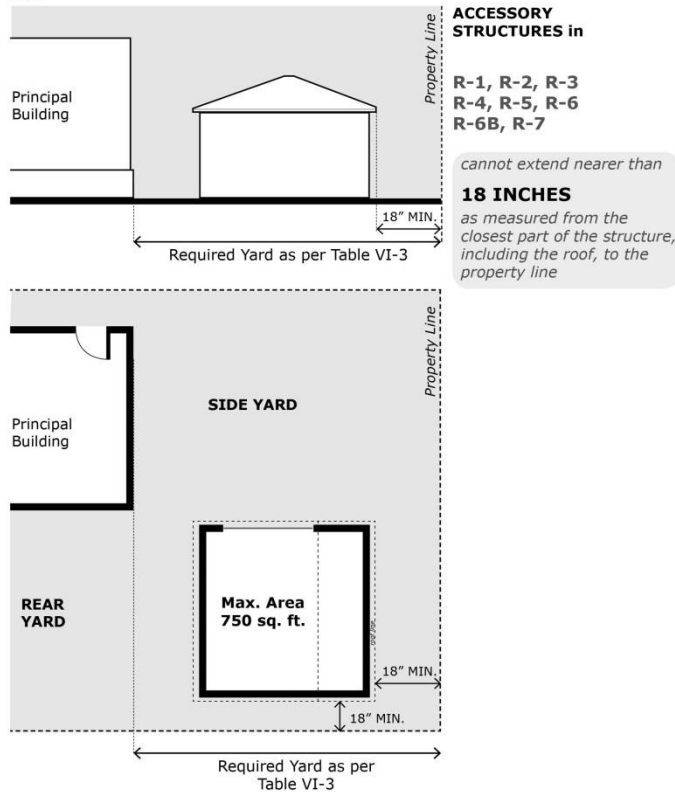 ACCESSORY
STRUCTURES in
R-1, R-2, R-3
R-4, R-5, R-6
R-6B, R-7
cannot extend nearer than
18 INCHES
as measured from the
closest part of the structure,
including the roof, to the
property line
Property Line
Principal
Building
18” MIN.
Required Yard as per Table VI-3
Property Line
SIDE YARD
Principal
Building
REAR
YARD
Max. Area
750 sq. ft.
18” MIN.
18” MIN.
Required Yard as per
Table VI-3